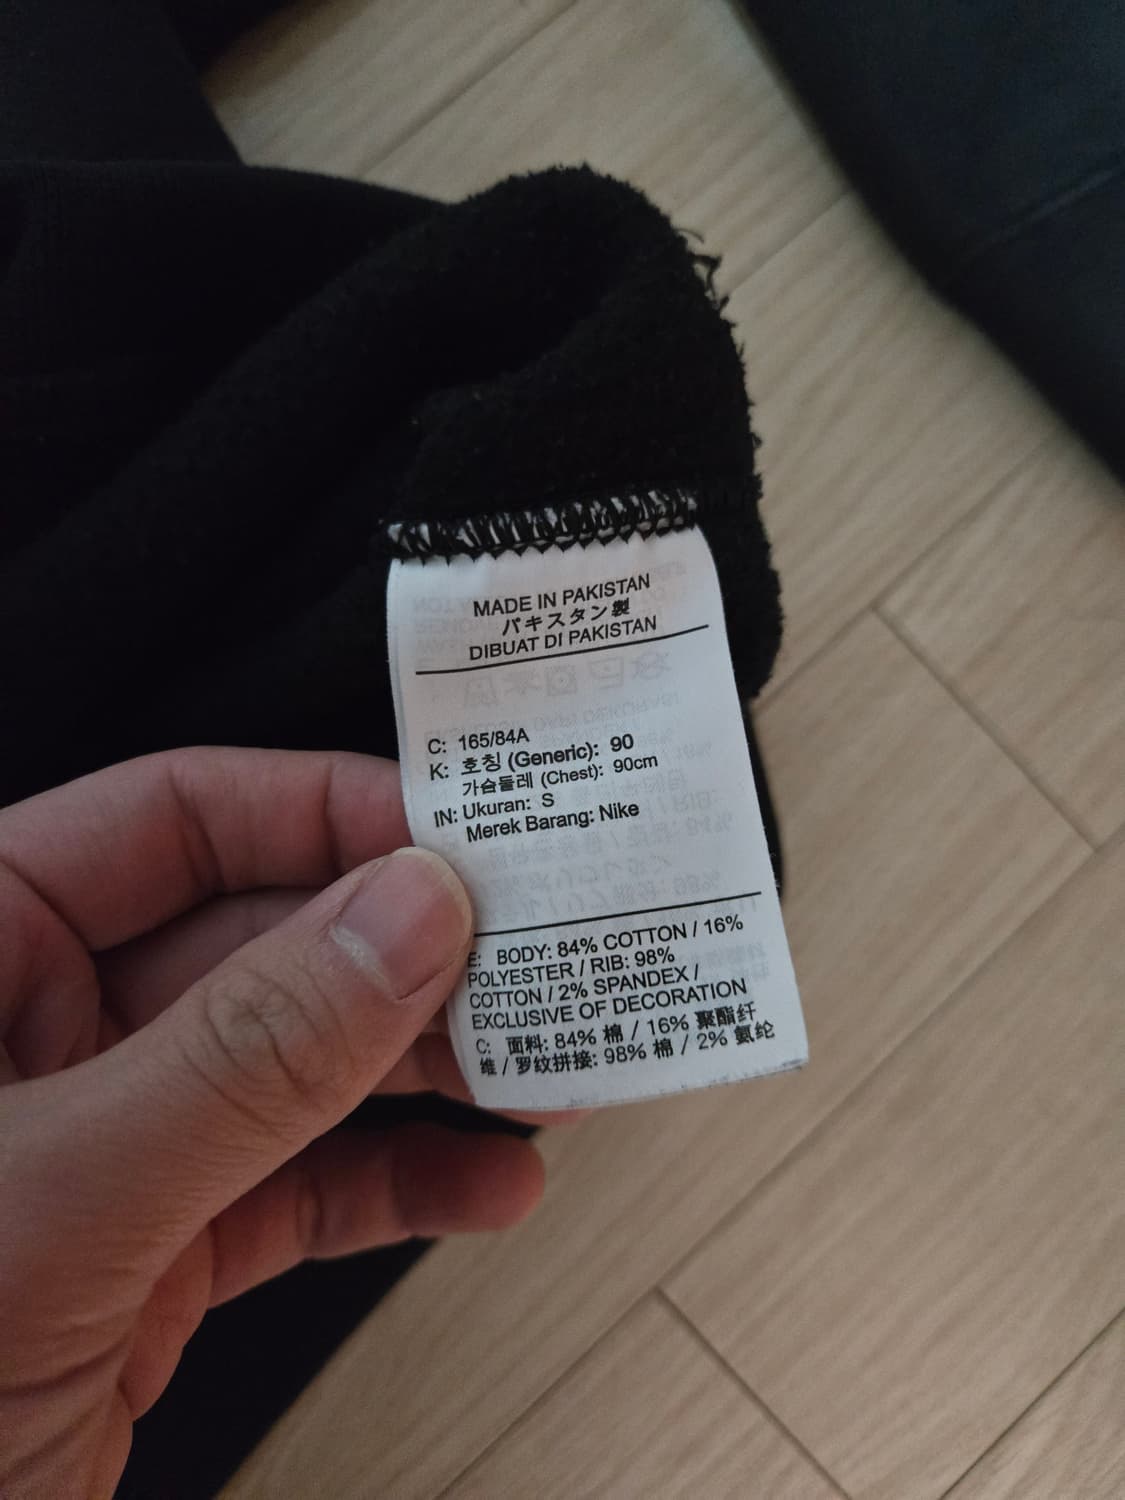 MADE IN PAKISTAN
パキスタン製
DIBUAT DI PAKISTAN
C: 165/84A
K: 호칭 (Generic): 90
가슴둘레 (Chest): 90cm
IN: Ukuran: S
Merek Barang: Nike
E: BODY: 84% COTTON / 16%
POLYESTER / RIB: 98%
COTTON / 2% SPANDEX /
EXCLUSIVE OF DECORATION
C: 面料: 84% 棉 / 16% 聚酯纤
维 / 罗纹拼接: 98% 棉 / 2% 氨纶